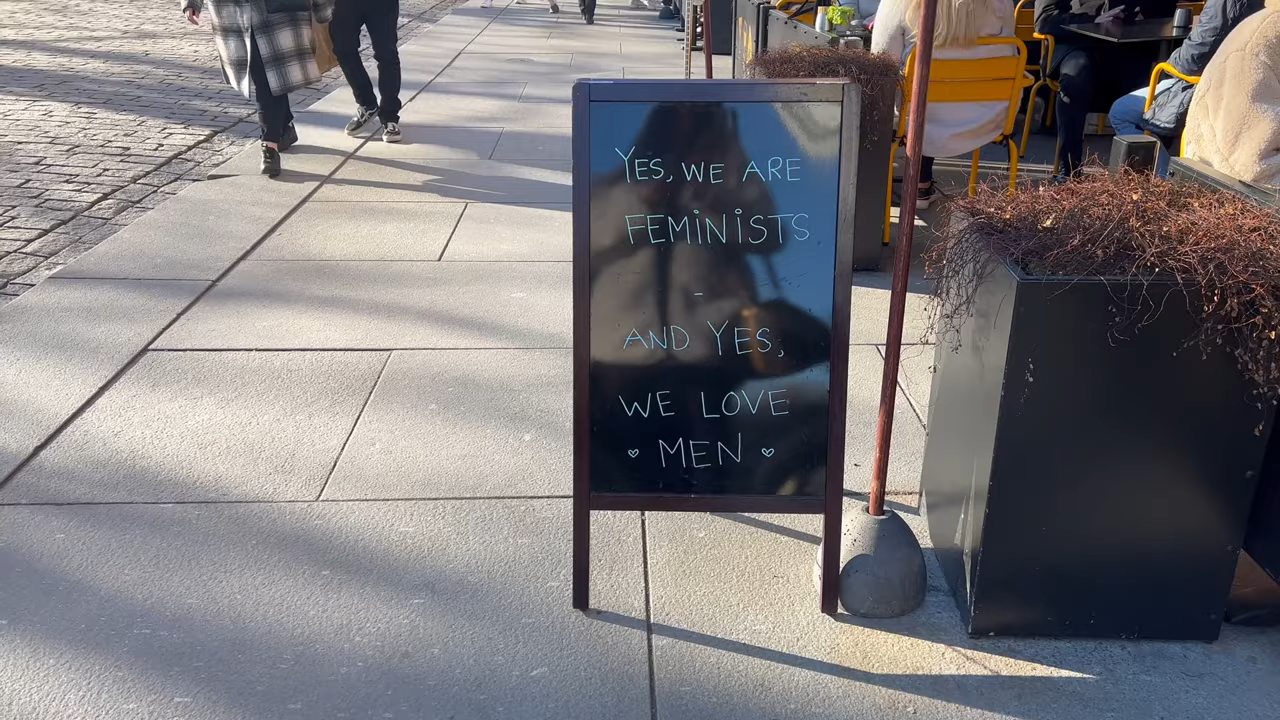 YES, WE ARE
FEMINISTS
-
AND YES,
WE LOVE
♡ MEN ♡